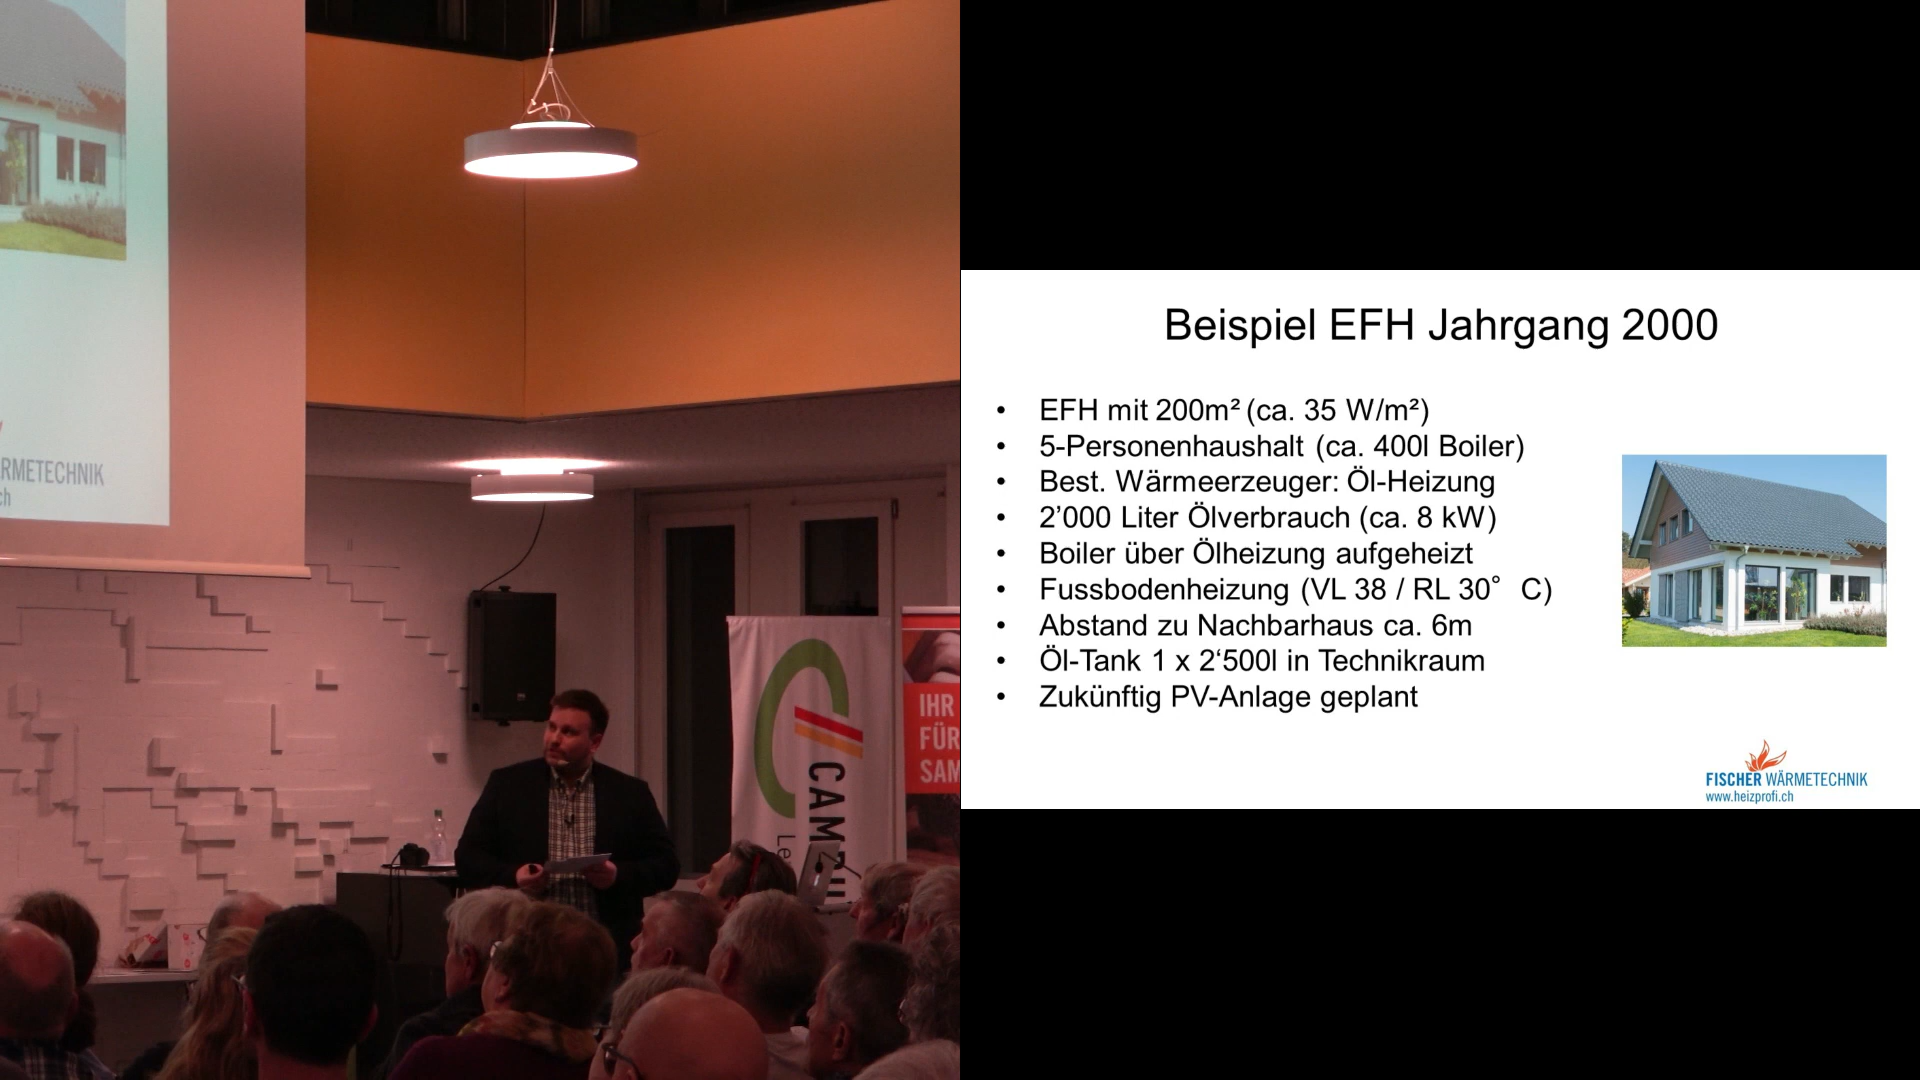 RMETECHNIK
ch
CAMPU
Le
IHR
FÜR
SAM
Beispiel EFH Jahrgang 2000
• EFH mit 200m² (ca. 35 W/m²)
• 5-Personenhaushalt (ca. 400l Boiler)
• Best. Wärmeerzeuger: Öl-Heizung
• 2’000 Liter Ölverbrauch (ca. 8 kW)
• Boiler über Ölheizung aufgeheizt
• Fussbodenheizung (VL 38 / RL 30° C)
• Abstand zu Nachbarhaus ca. 6m
• Öl-Tank 1 x 2‘500l in Technikraum
• Zukünftig PV-Anlage geplant
FISCHER WÄRMETECHNIK
www.heizprofi.ch